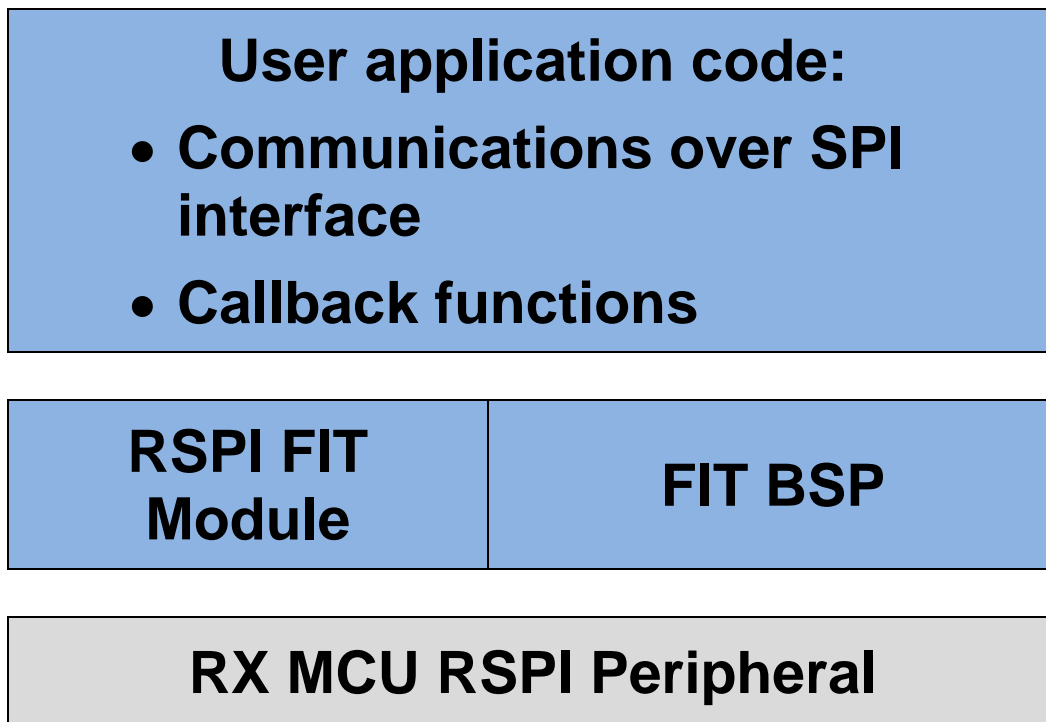 User application code:
• Communications over SPI
interface
• Callback functions
RSPI FIT
Module
FIT BSP
RX MCU RSPI Peripheral